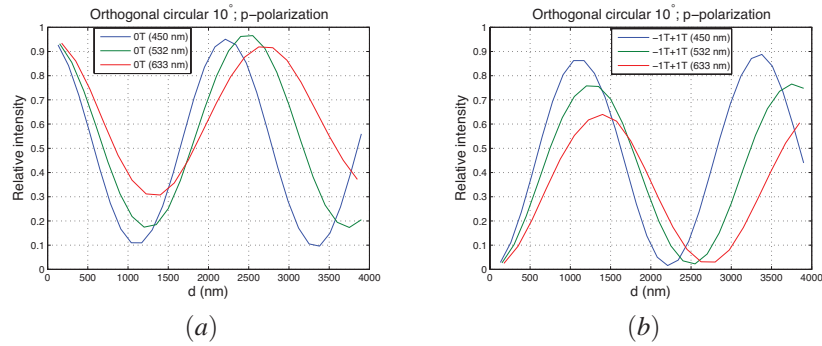 Orthogonal circular 10°; p-polarization
Relative intensity
1
0.9
0.8
0.7
0.6
0.5
0.4
0.3
0.2
0.1
0
0T (450 nm)
0T (532 nm)
0T (633 nm)
0 500 1000 1500 2000 2500 3000 3500 4000
d (nm)
(a)
Orthogonal circular 10°; p-polarization
Relative intensity
1
0.9
0.8
0.7
0.6
0.5
0.4
0.3
0.2
0.1
0
−1T+1T (450 nm)
−1T+1T (532 nm)
−1T+1T (633 nm)
0 500 1000 1500 2000 2500 3000 3500 4000
d (nm)
(b)